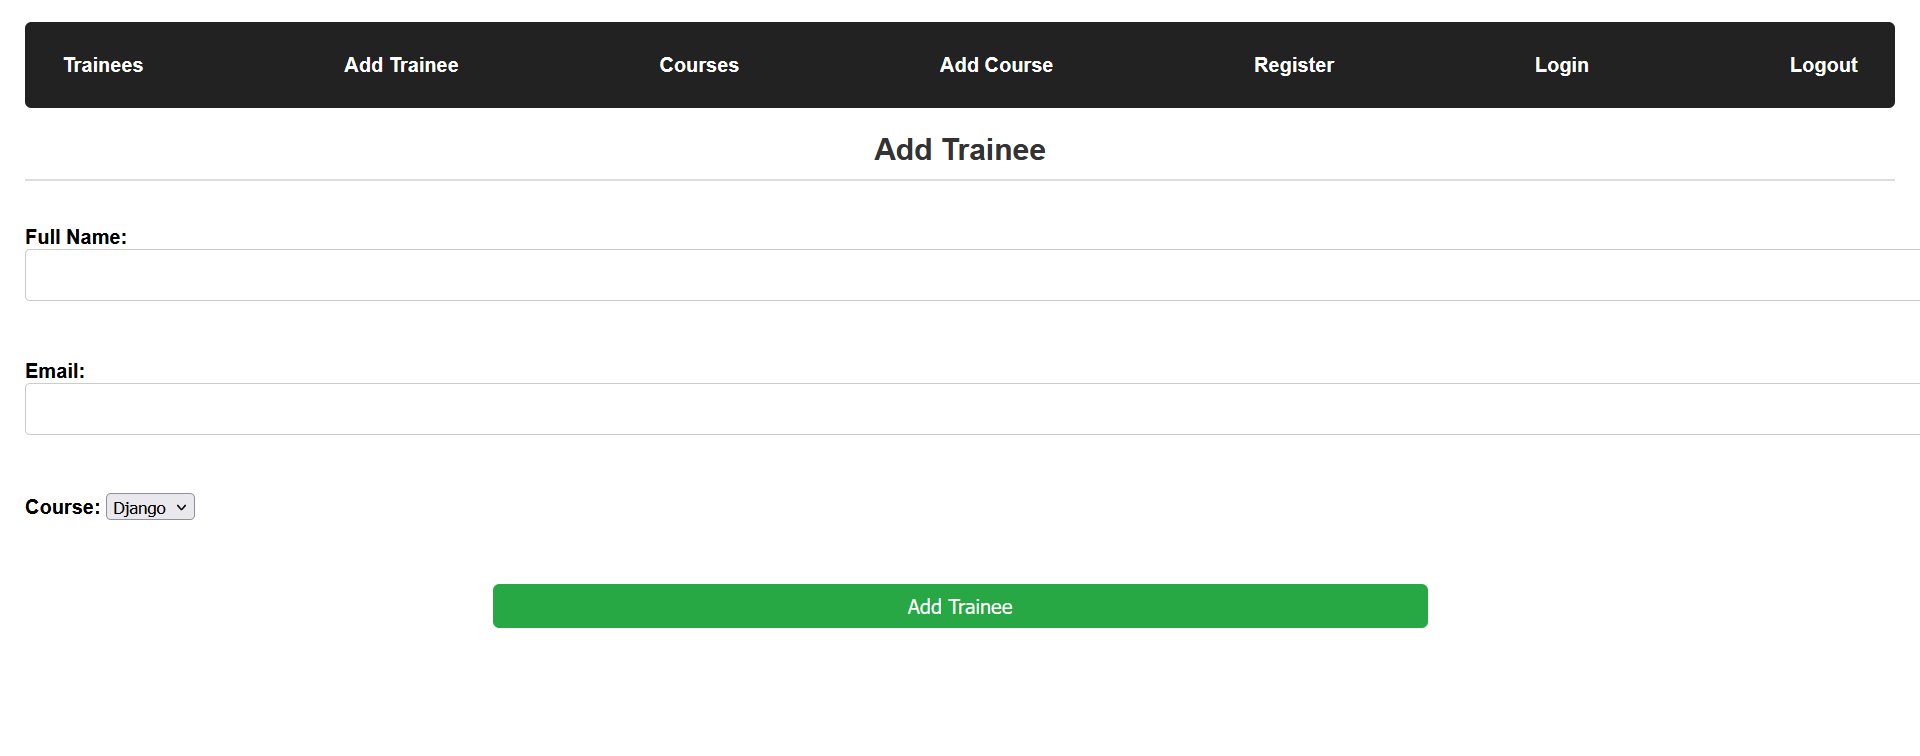 Trainees Add Trainee Courses Add Course Register Login Logout
Add Trainee
Full Name:
Email:
Course: Django
Add Trainee